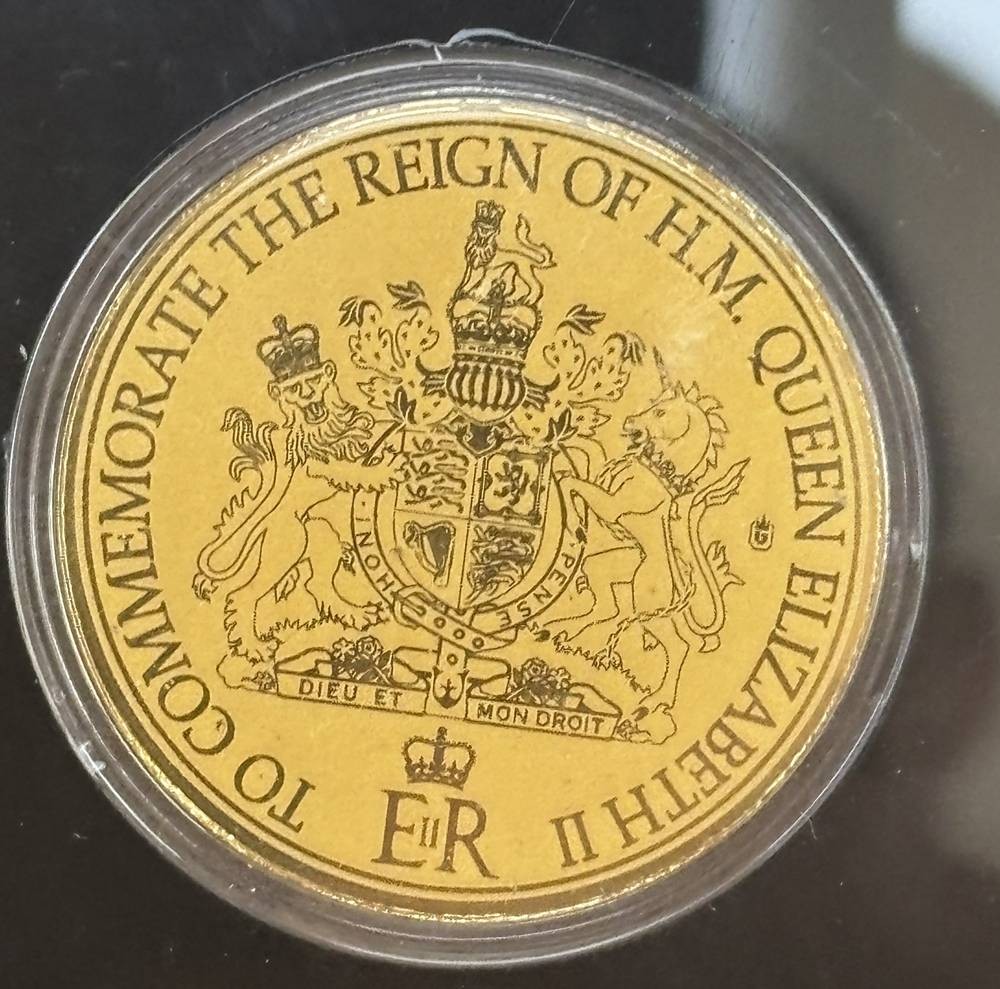 TO COMMEMORATE THE REIGN OF H.M. QUEEN ELIZABETH II
HONI
PENSE
DIEU ET MON DROIT
EIIR